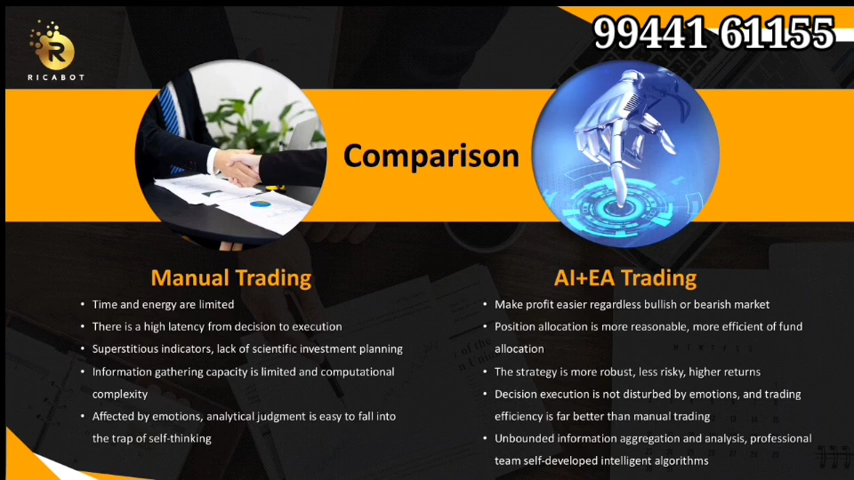 99441 61155
RICABOT
Comparison
Manual Trading
• Time and energy are limited
• There is a high latency from decision to execution
• Superstitious indicators, lack of scientific investment planning
• Information gathering capacity is limited and computational
complexity
• Affected by emotions, analytical judgment is easy to fall into
the trap of self-thinking
AI+EA Trading
• Make profit easier regardless bullish or bearish market
• Position allocation is more reasonable, more efficient of fund
allocation
• The strategy is more robust, less risky, higher returns
• Decision execution is not disturbed by emotions, and trading
efficiency is far better than manual trading
• Unbounded information aggregation and analysis, professional
team self-developed intelligent algorithms